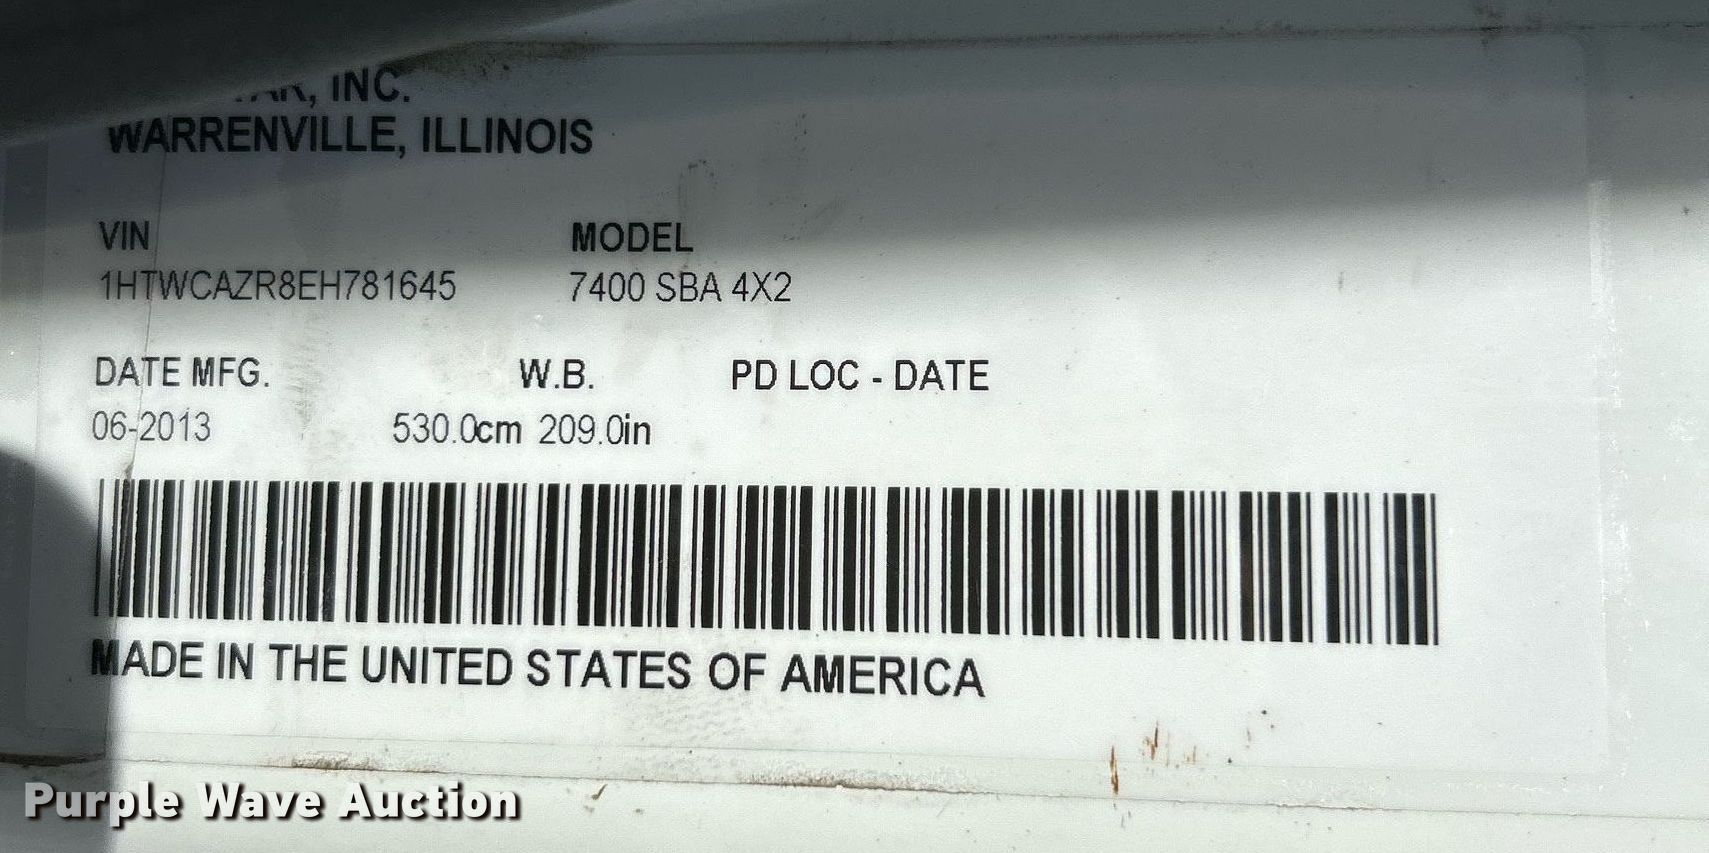 INC.
WARRENVILLE, ILLINOIS
VIN MODEL
1HTWCAZR8EH781645 7400 SBA 4X2
DATE MFG. W.B. PD LOC - DATE
06-2013 530.0cm 209.0in
MADE IN THE UNITED STATES OF AMERICA
Purple Wave Auction